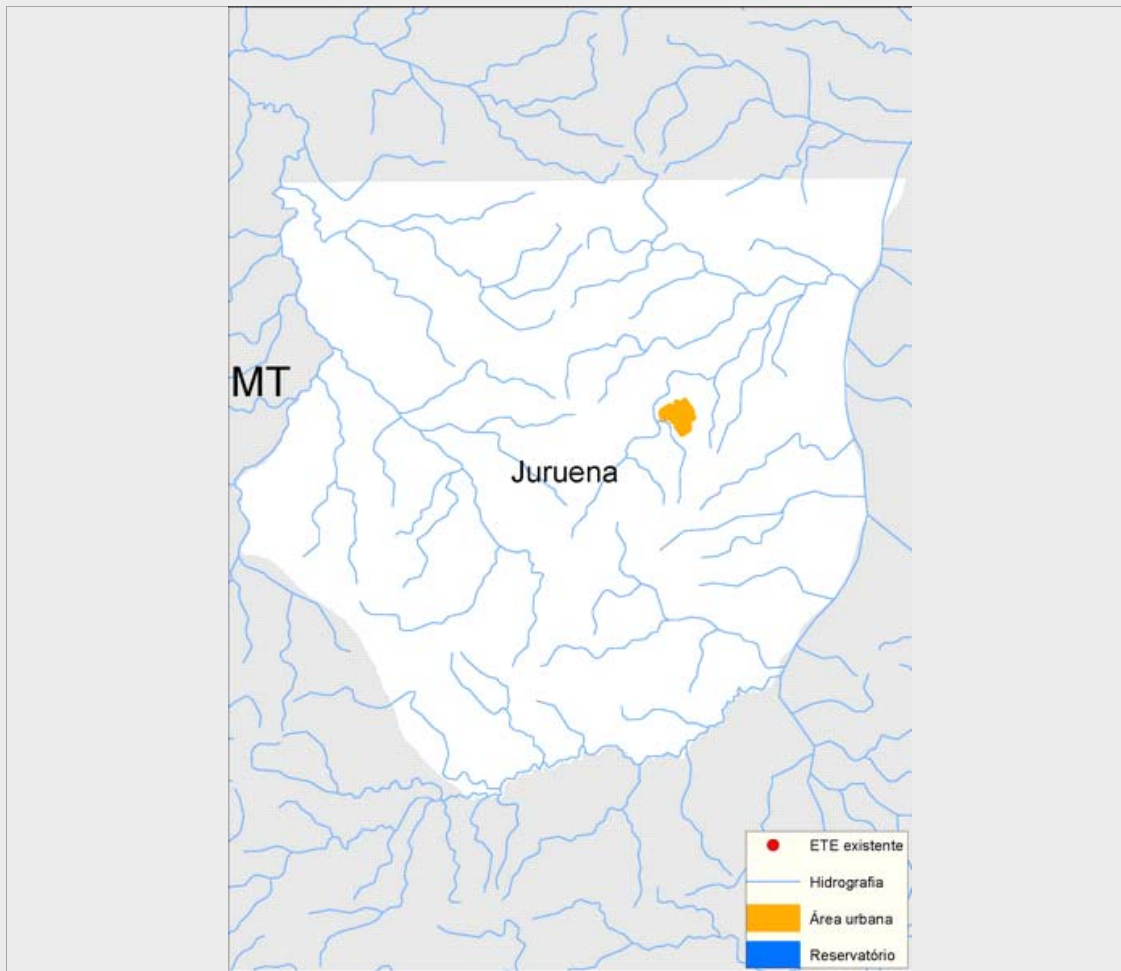 MT
Juruena
ETE existente
Hidrografia
Área urbana
Reservatório